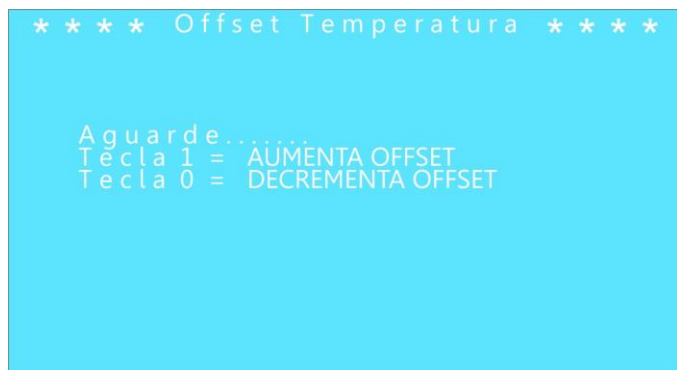 * * * * Offset Temperatura * * * *
Aguarde.......
Tecla 1 = AUMENTA OFFSET
Tecla 0 = DECREMENTA OFFSET